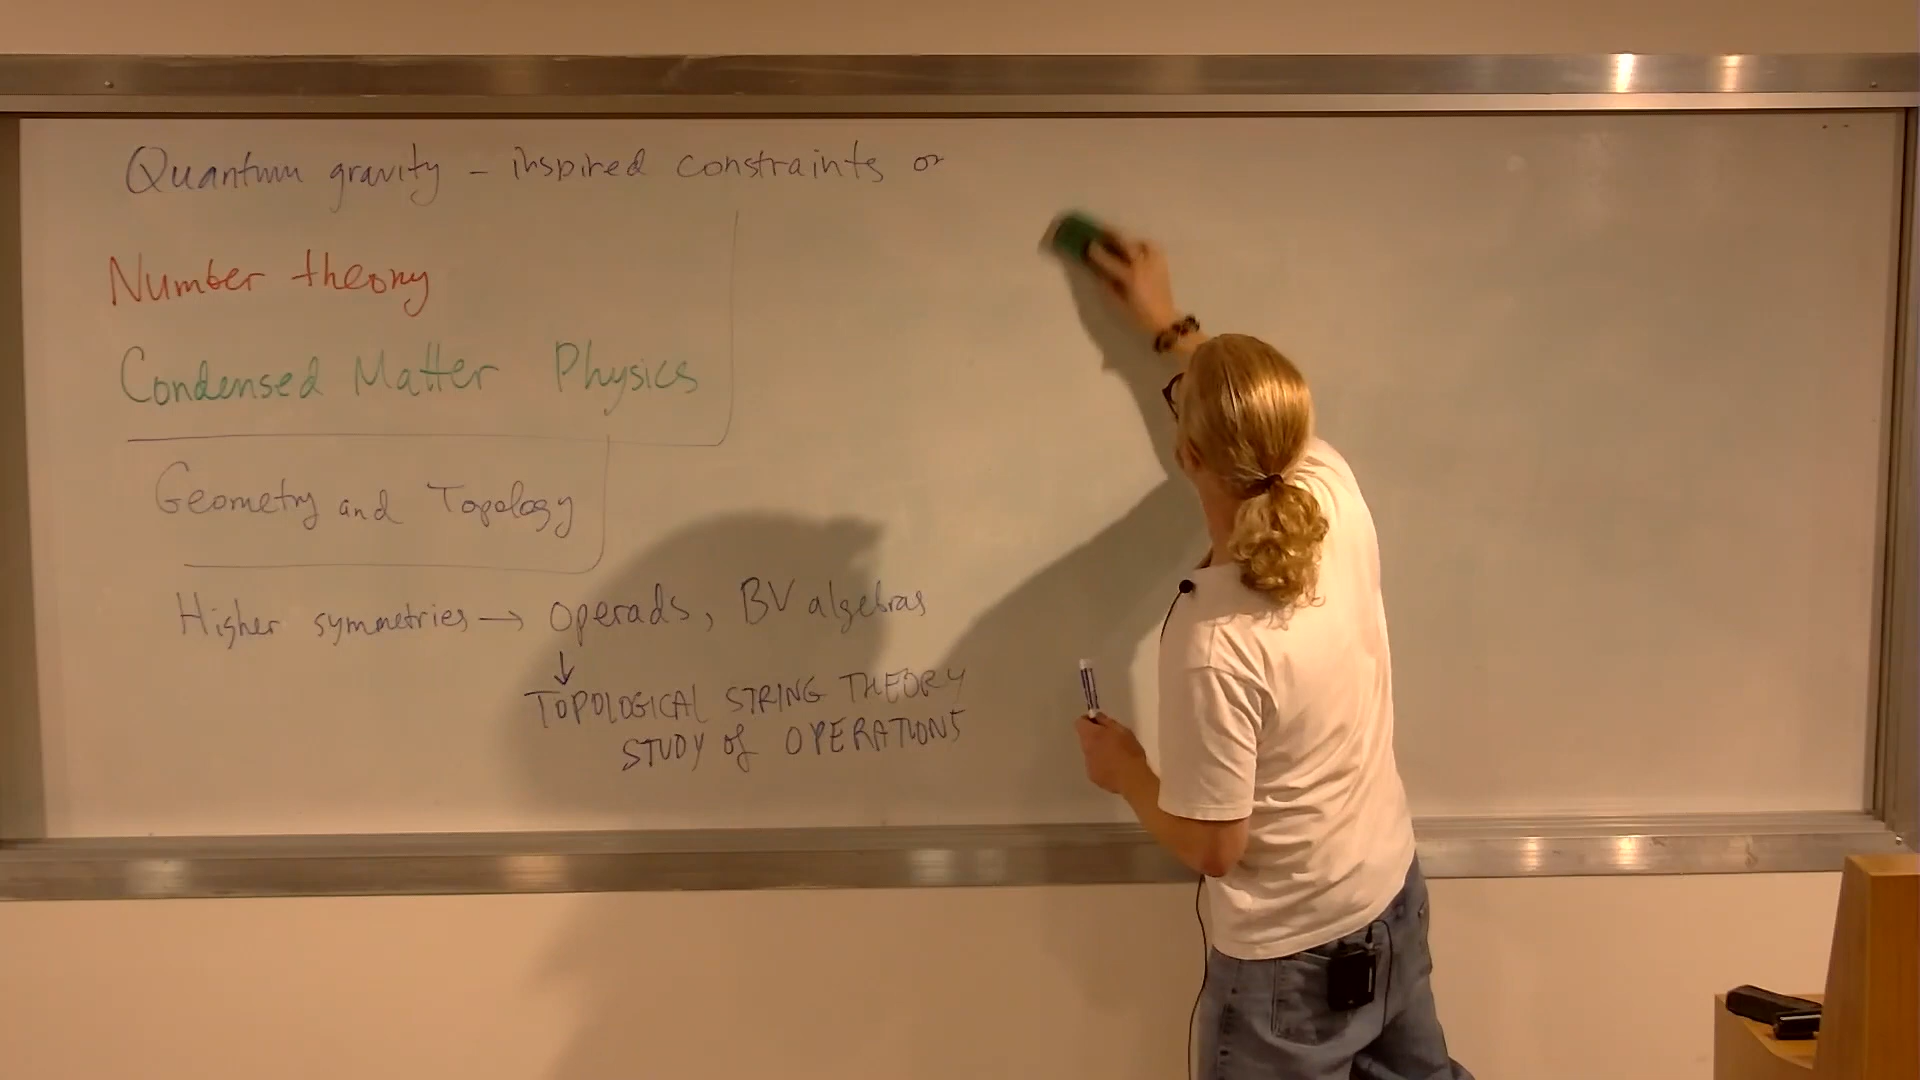 Quantum gravity - inspired constraints on
Number theory
Condensed Matter Physics
Geometry and Topology
Higher symmetries → operads, BV algebras
↓
TOPOLOGICAL STRING THEORY
STUDY of OPERATIONS